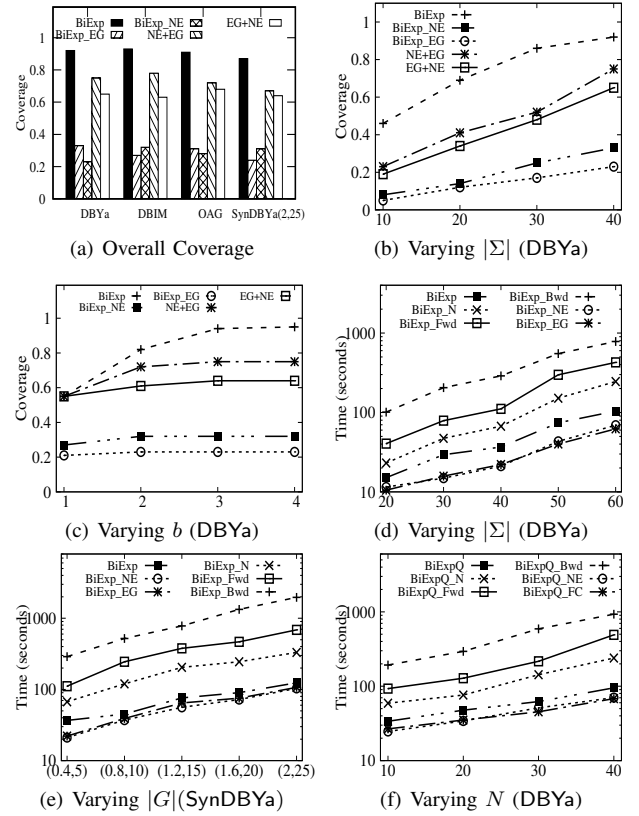 BiExp
BiExp_NE
EG+NE
BiExp_EG
NE+EG
Coverage
1
0.8
0.6
0.4
0.2
0
DBYa
DBIM
OAG
SynDBYa(2,25)
(a) Overall Coverage
BiExp
BiExp_NE
BiExp_EG
NE+EG
EG+NE
Coverage
1
0.8
0.6
0.4
0.2
0
10
20
30
40
(b) Varying |Σ| (DBYa)
BiExp
BiExp_EG
EG+NE
BiExp_NE
NE+EG
Coverage
1
0.8
0.6
0.4
0.2
0
1
2
3
4
(c) Varying b (DBYa)
BiExp
BiExp_Bwd
BiExp_N
BiExp_NE
BiExp_Fwd
BiExp_EG
Time (seconds)
1000
100
10
20
30
40
50
60
(d) Varying |Σ| (DBYa)
BiExp
BiExp_N
BiExp_NE
BiExp_Fwd
BiExp_EG
BiExp_Bwd
Time (seconds)
1000
100
10
(0.4,5)
(0.8,10)
(1.2,15)
(1.6,20)
(2,25)
(e) Varying |G|(SynDBYa)
BiExpQ
BiExpQ_Bwd
BiExpQ_N
BiExpQ_NE
BiExpQ_Fwd
BiExpQ_FC
Time (seconds)
1000
100
10
10
20
30
40
(f) Varying N (DBYa)